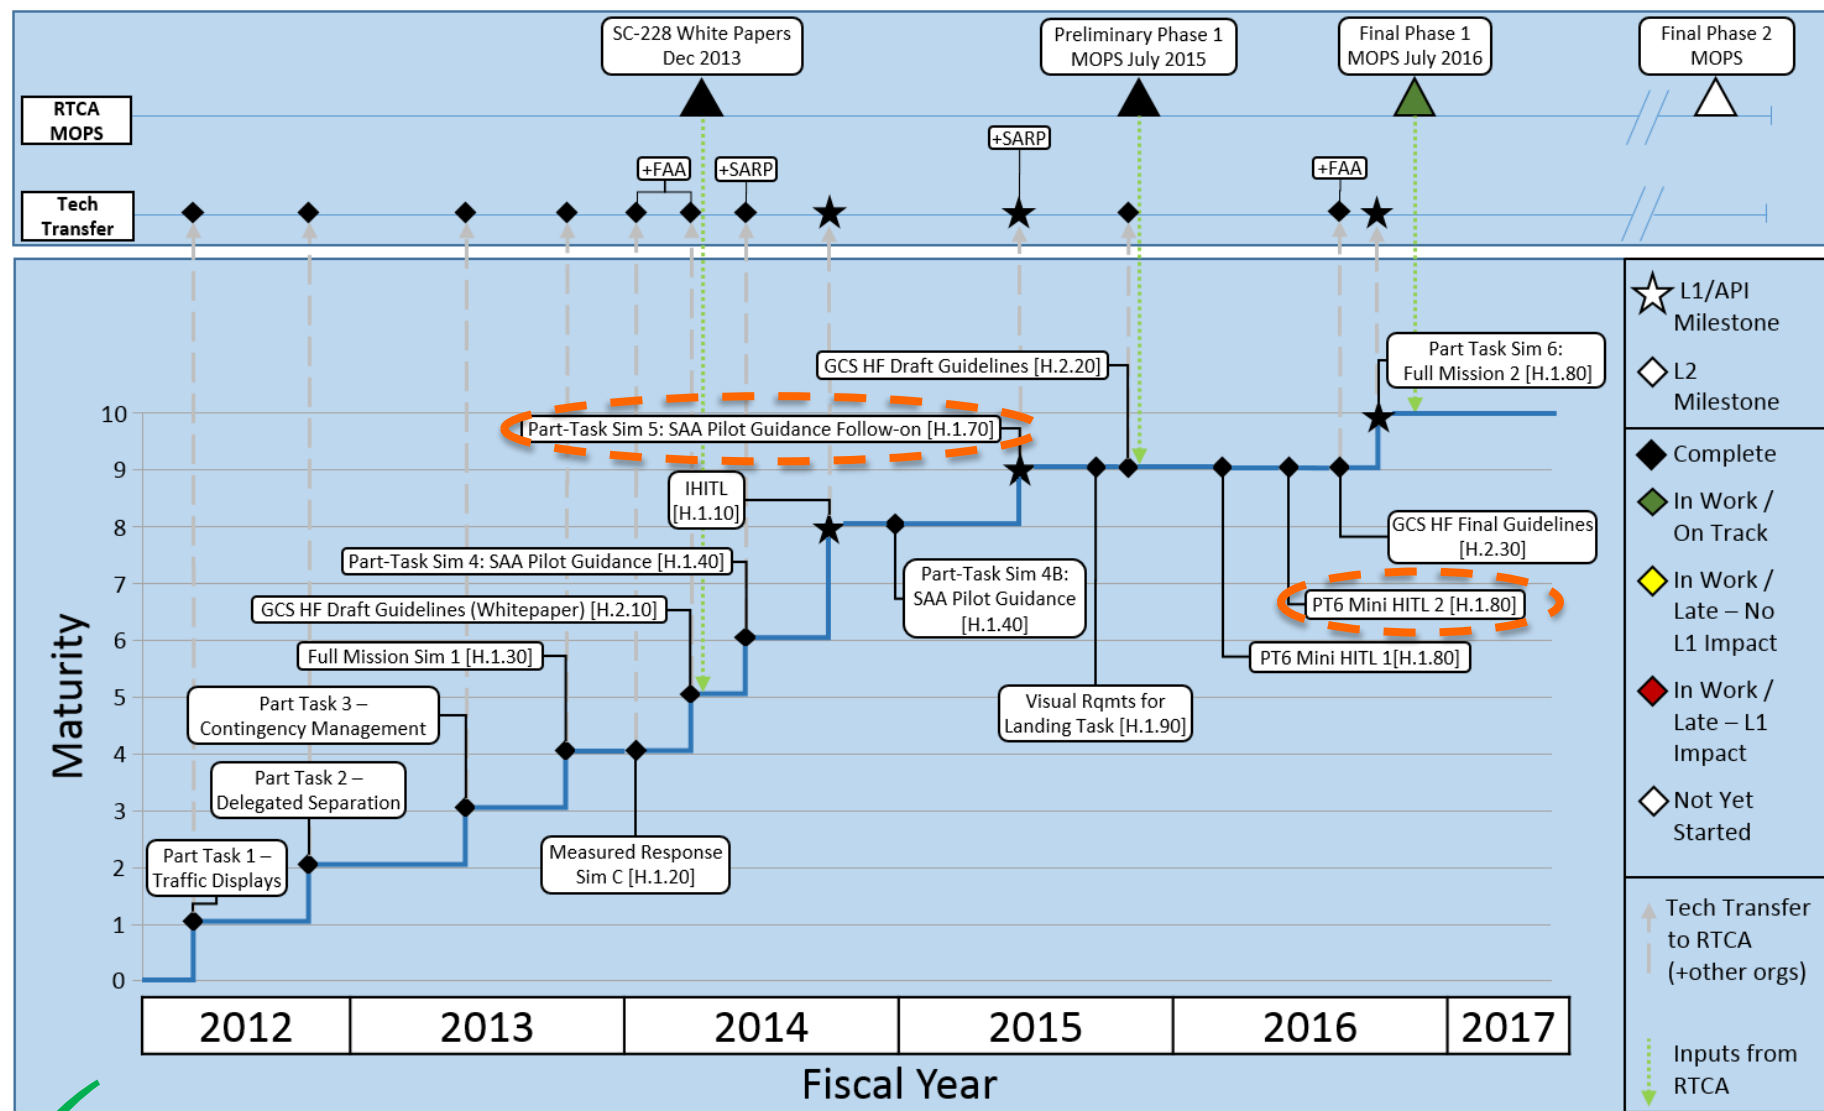 SC-228 White Papers
Dec 2013
Preliminary Phase 1
MOPS July 2015
Final Phase 1
MOPS July 2016
Final Phase 2
MOPS
RTCA
MOPS
+FAA
+SARP
+SARP
+FAA
Tech
Transfer
L1/API
Milestone
L2
Milestone
Complete
In Work /
On Track
In Work /
Late – No
L1 Impact
In Work /
Late – L1
Impact
Not Yet
Started
Tech Transfer
to RTCA
(+other orgs)
Inputs from
RTCA
Part Task Sim 6:
Full Mission 2 [H.1.80]
GCS HF Draft Guidelines [H.2.20]
Part-Task Sim 5: SAA Pilot Guidance Follow-on [H.1.70]
IHITL
[H.1.10]
GCS HF Final Guidelines
[H.2.30]
Part-Task Sim 4: SAA Pilot Guidance [H.1.40]
Part-Task Sim 4B:
SAA Pilot Guidance
[H.1.40]
GCS HF Draft Guidelines (Whitepaper) [H.2.10]
PT6 Mini HITL 2 [H.1.80]
Full Mission Sim 1 [H.1.30]
PT6 Mini HITL 1[H.1.80]
Part Task 3 –
Contingency Management
Visual Rqmts for
Landing Task [H.1.90]
Part Task 2 –
Delegated Separation
Measured Response
Sim C [H.1.20]
Part Task 1 –
Traffic Displays
Maturity
10
9
8
7
6
5
4
3
2
1
0
2012
2013
2014
2015
2016
2017
Fiscal Year